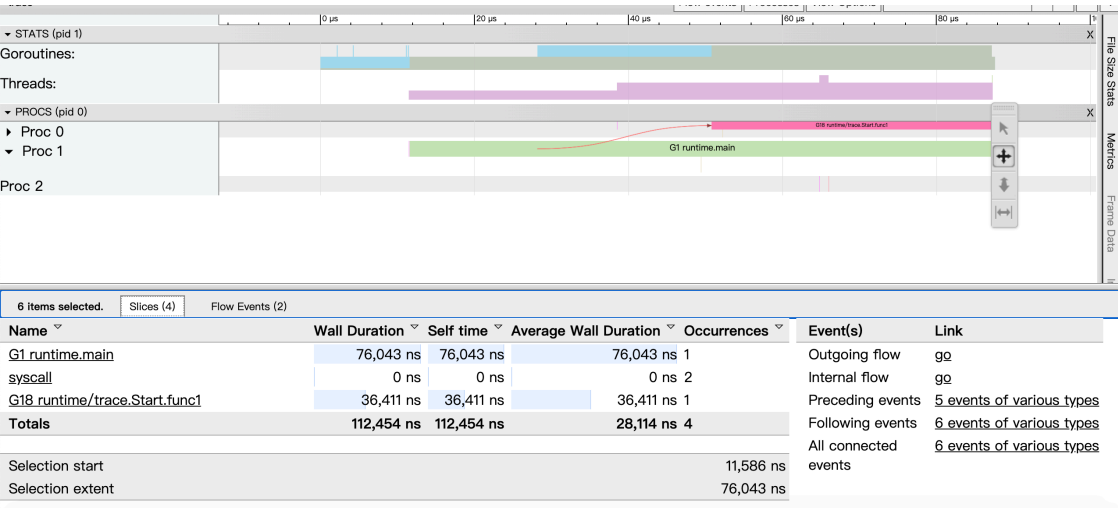 trace
Flow Events Processes View Options
0 µs 20 µs 40 µs 60 µs 80 µs
STATS (pid 1) X
Goroutines:
Threads:
PROCS (pid 0) X
Proc 0
G18 runtime/trace.Start.func1
Proc 1
G1 runtime.main
Proc 2
File Size Stats
Metrics
Frame Data
6 items selected. Slices (4) Flow Events (2)
Name Wall Duration Self time Average Wall Duration Occurrences
G1 runtime.main 76,043 ns 76,043 ns 76,043 ns 1
syscall 0 ns 0 ns 0 ns 2
G18 runtime/trace.Start.func1 36,411 ns 36,411 ns 36,411 ns 1
Totals 112,454 ns 112,454 ns 28,114 ns 4
Selection start 11,586 ns
Selection extent 76,043 ns
Event(s) Link
Outgoing flow go
Internal flow go
Preceding events 5 events of various types
Following events 6 events of various types
All connected events 6 events of various types